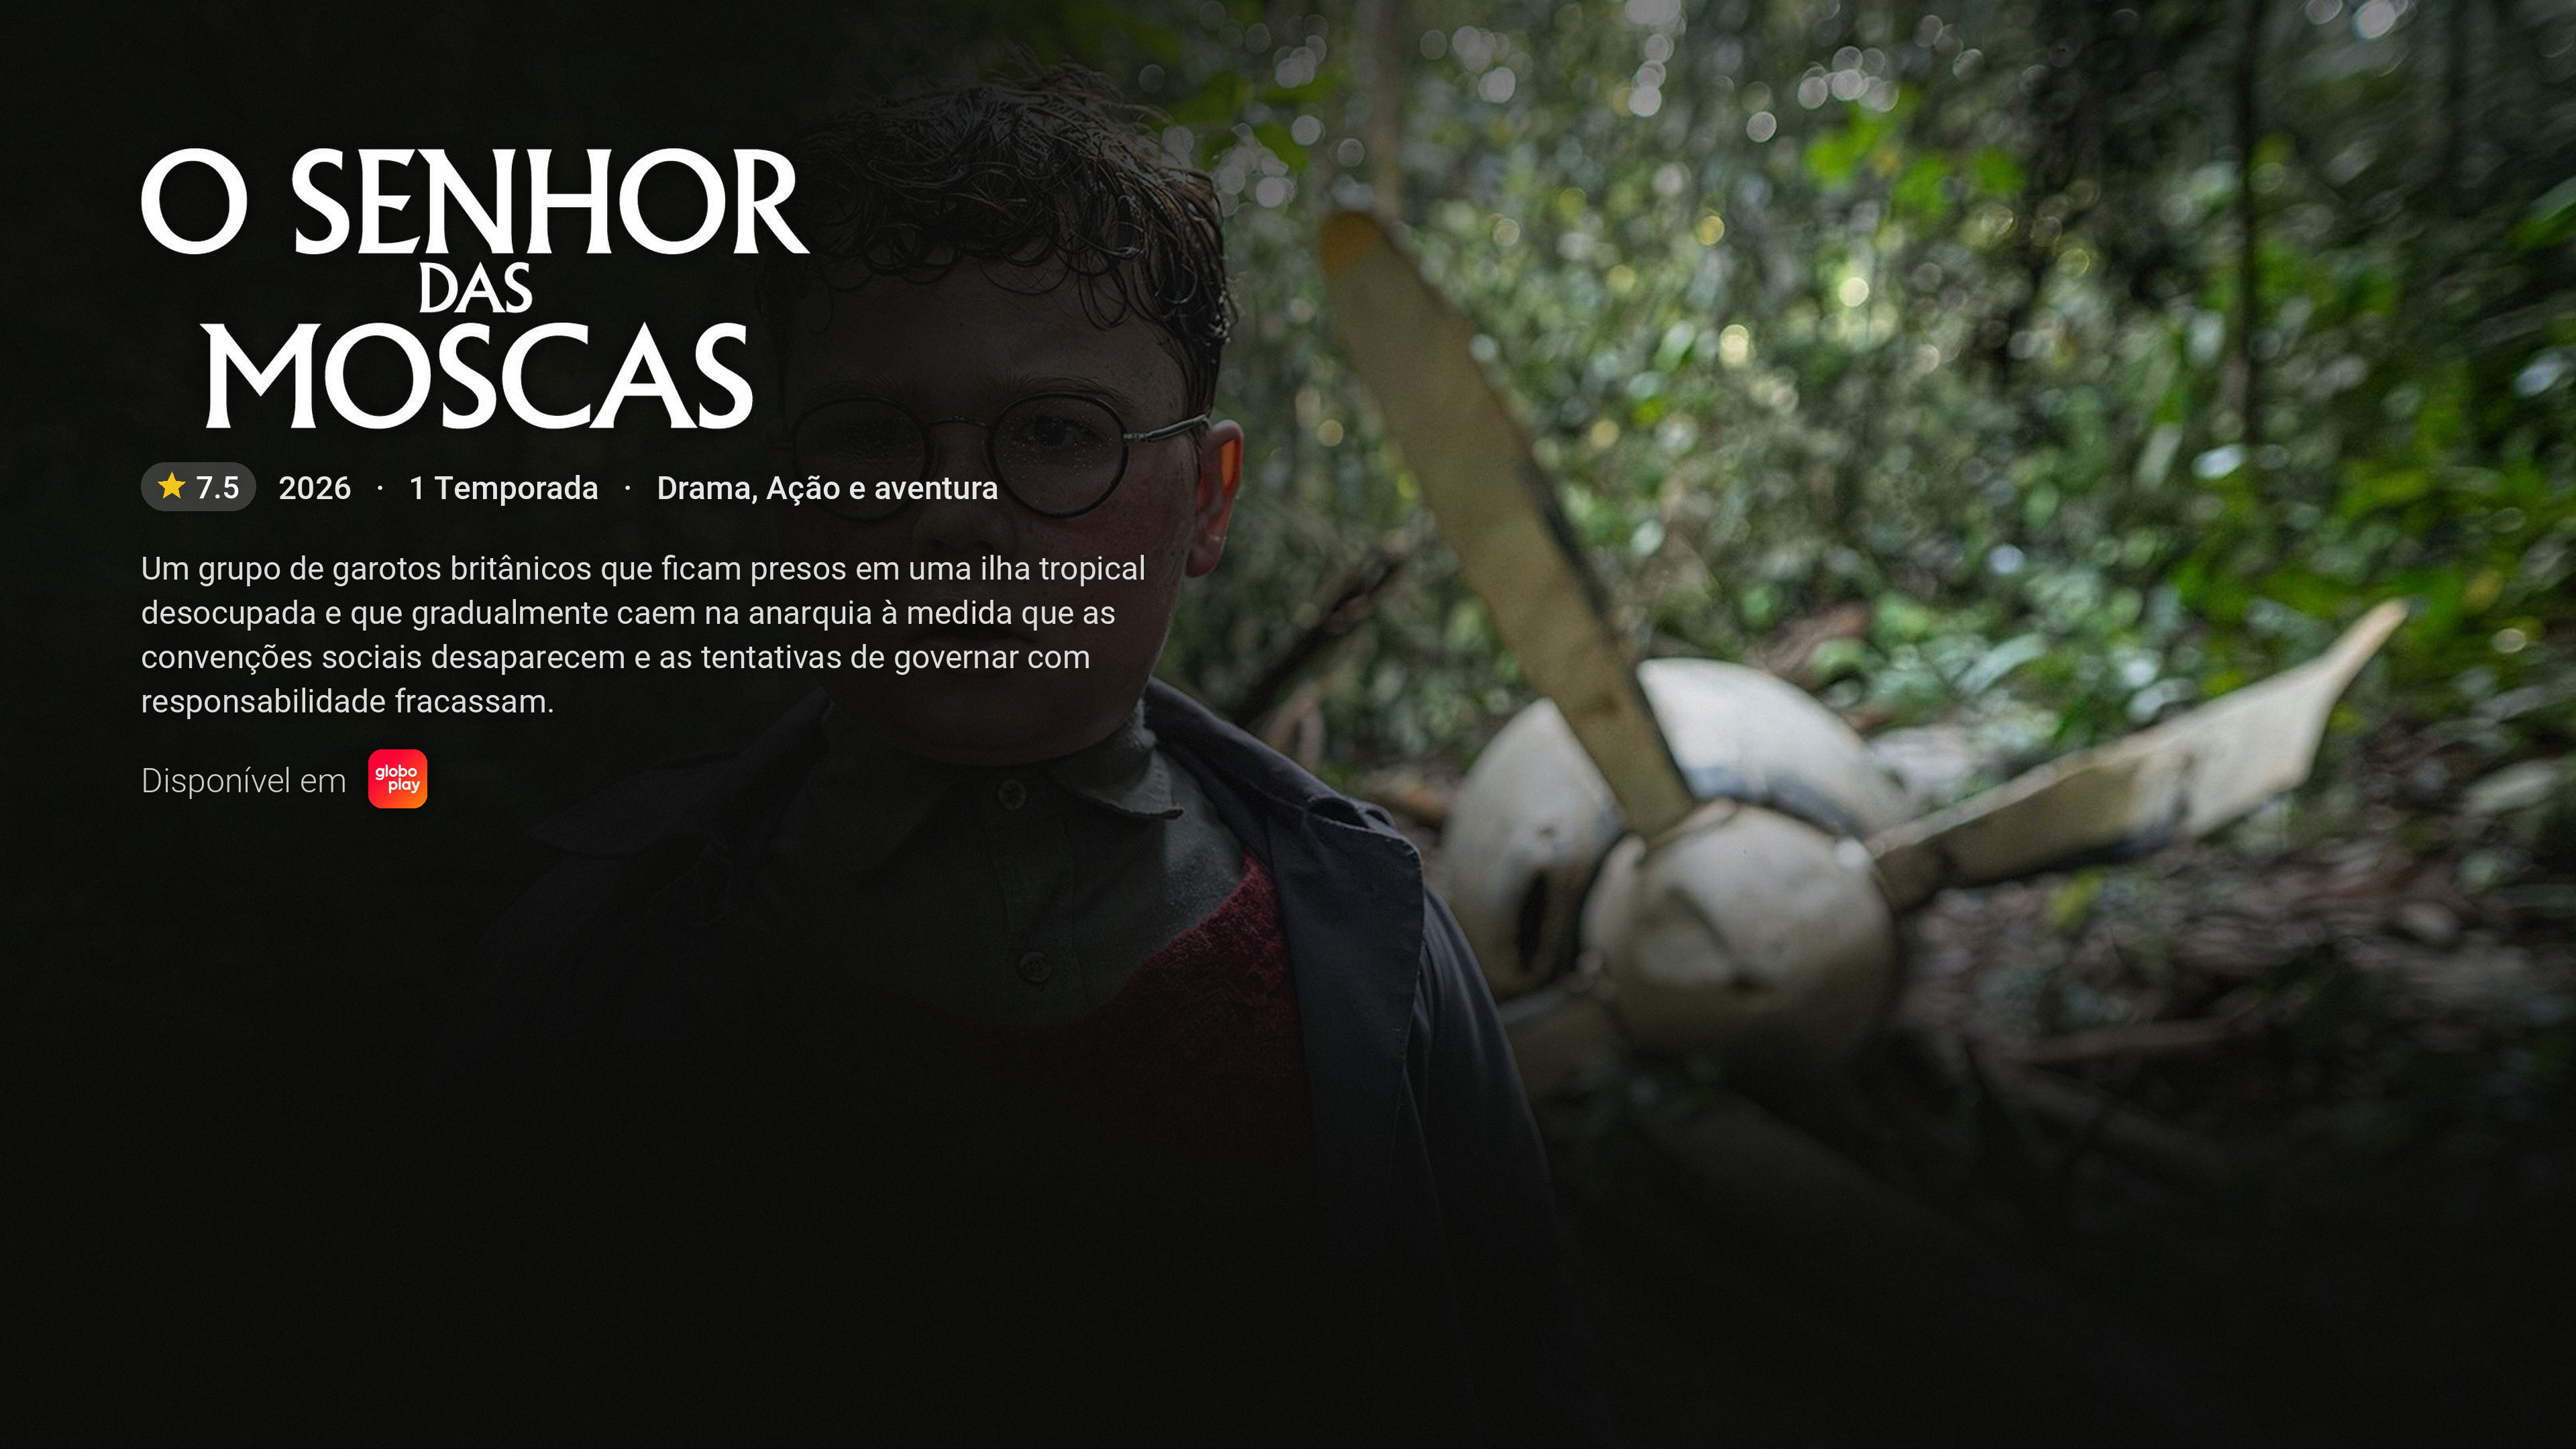 O SENHOR
DAS
MOSCAS
7.5 2026 · 1 Temporada · Drama, Ação e aventura
Um grupo de garotos britânicos que ficam presos em uma ilha tropical
desocupada e que gradualmente caem na anarquia à medida que as
convenções sociais desaparecem e as tentativas de governar com
responsabilidade fracassam.
Disponível em globo
play